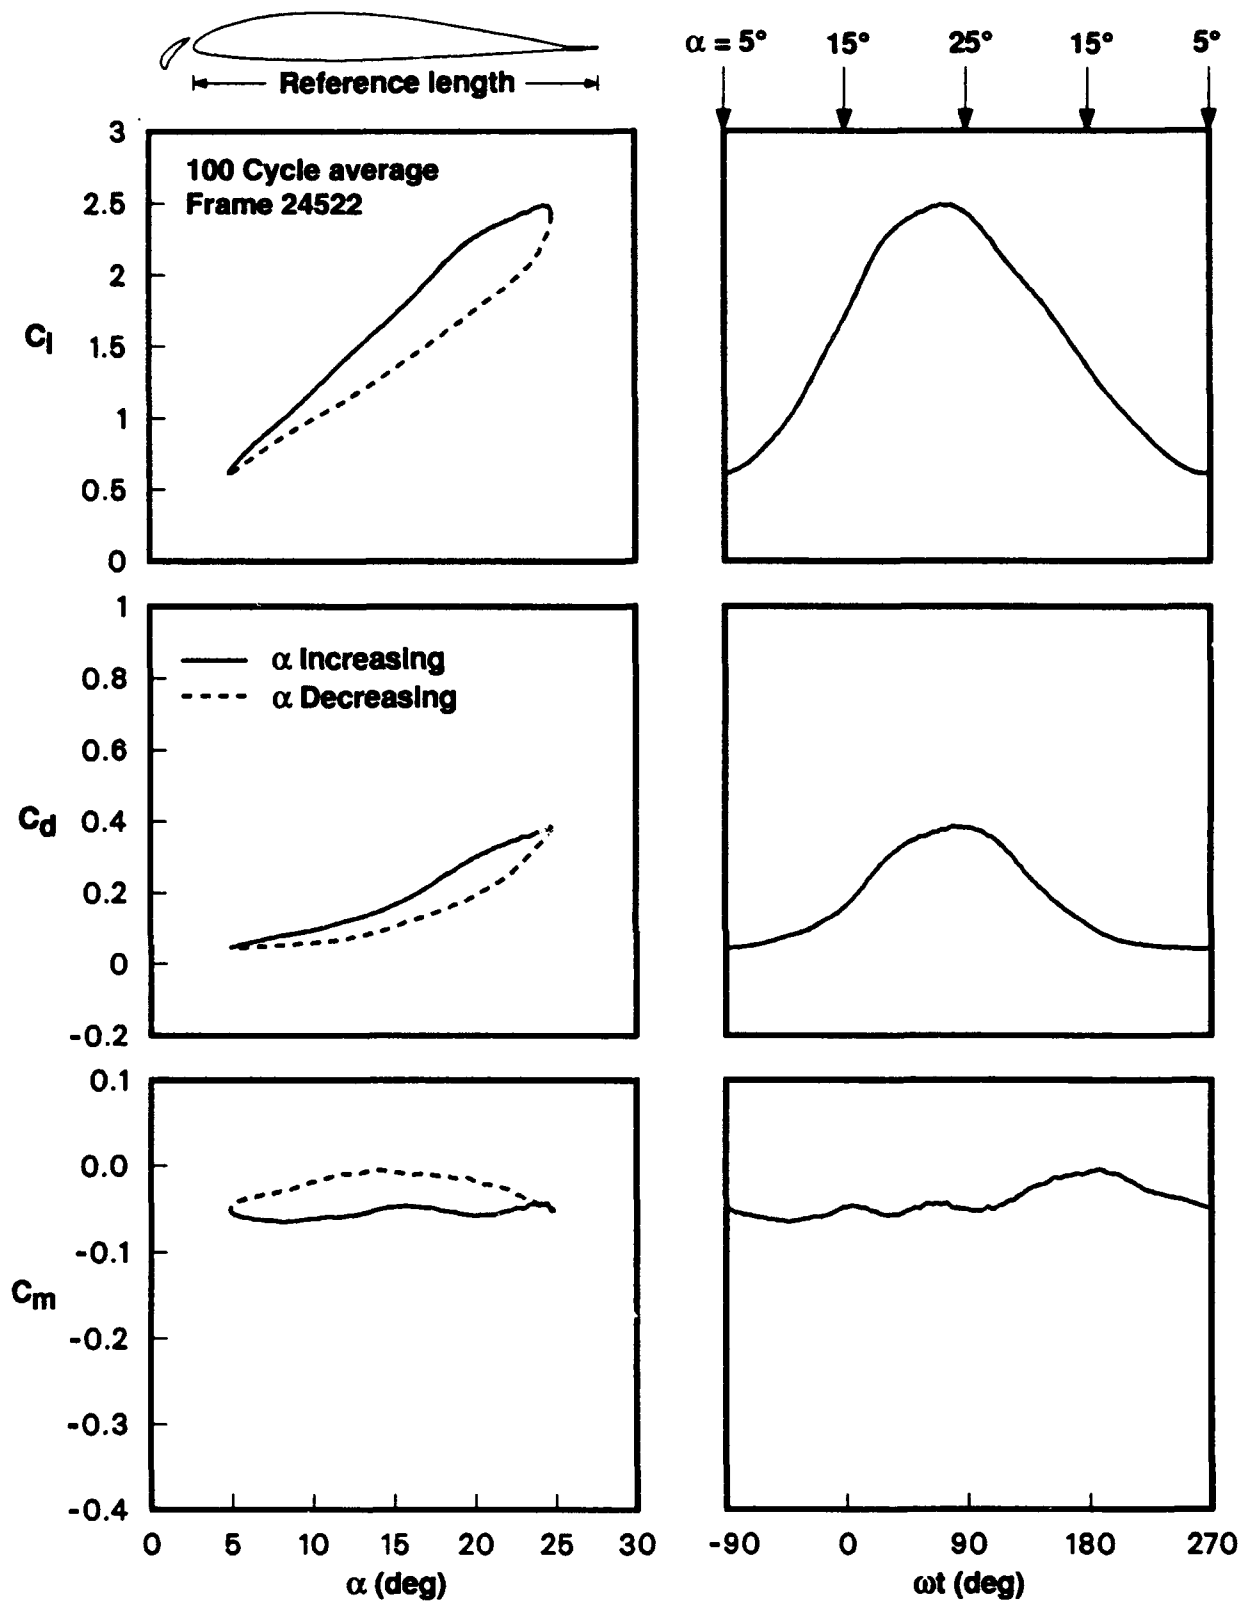 α = 5° 15° 25° 15° 5°
Reference length
3
100 Cycle average
Frame 24522
2.5
2
Cl
1.5
1
0.5
0
1
α Increasing
α Decreasing
0.8
0.6
Cd
0.4
0.2
0
-0.2
0.1
0.0
-0.1
Cm
-0.2
-0.3
-0.4
0 5 10 15 20 25 30
α (deg)
-90 0 90 180 270
ωt (deg)